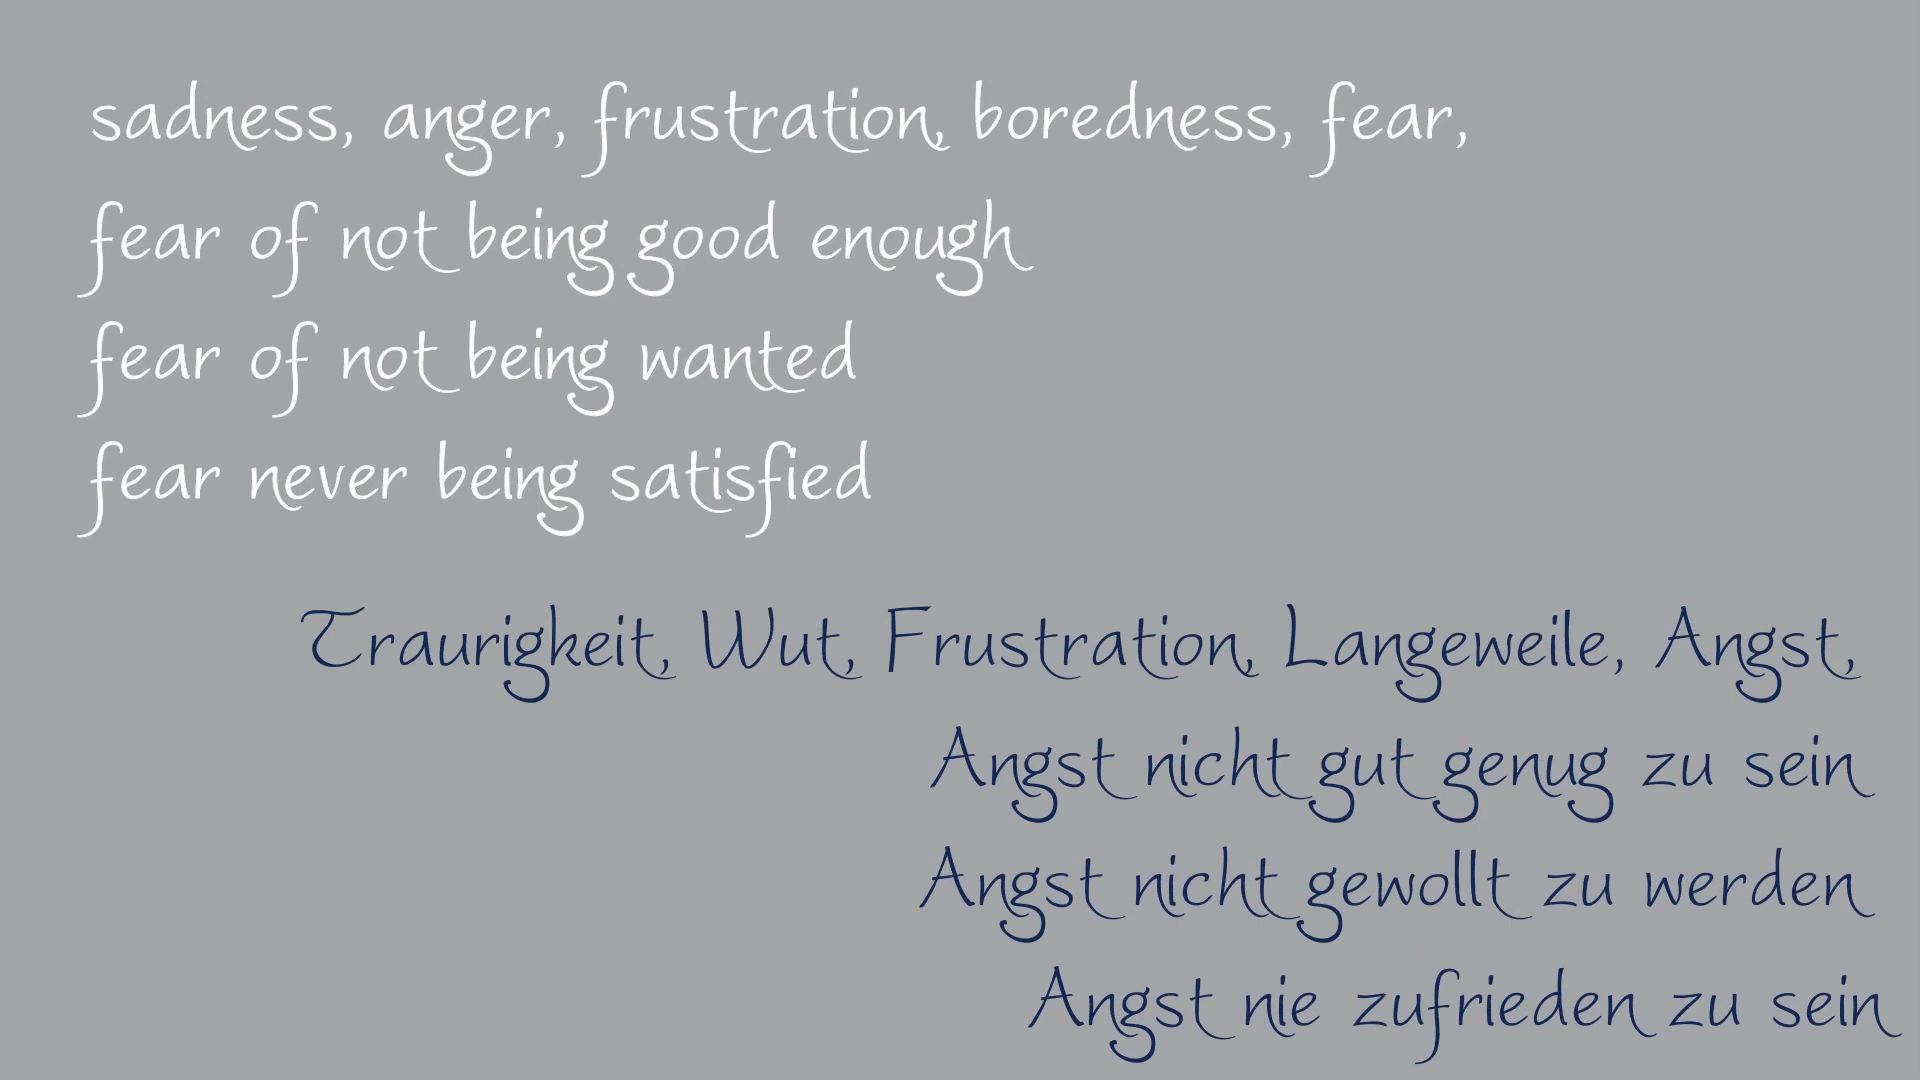 sadness, anger, frustration, boredness, fear,
fear of not being good enough
fear of not being wanted
fear never being satisfied
Traurigkeit, Wut, Frustration, Langeweile, Angst,
Angst nicht gut genug zu sein
Angst nicht gewollt zu werden
Angst nie zufrieden zu sein